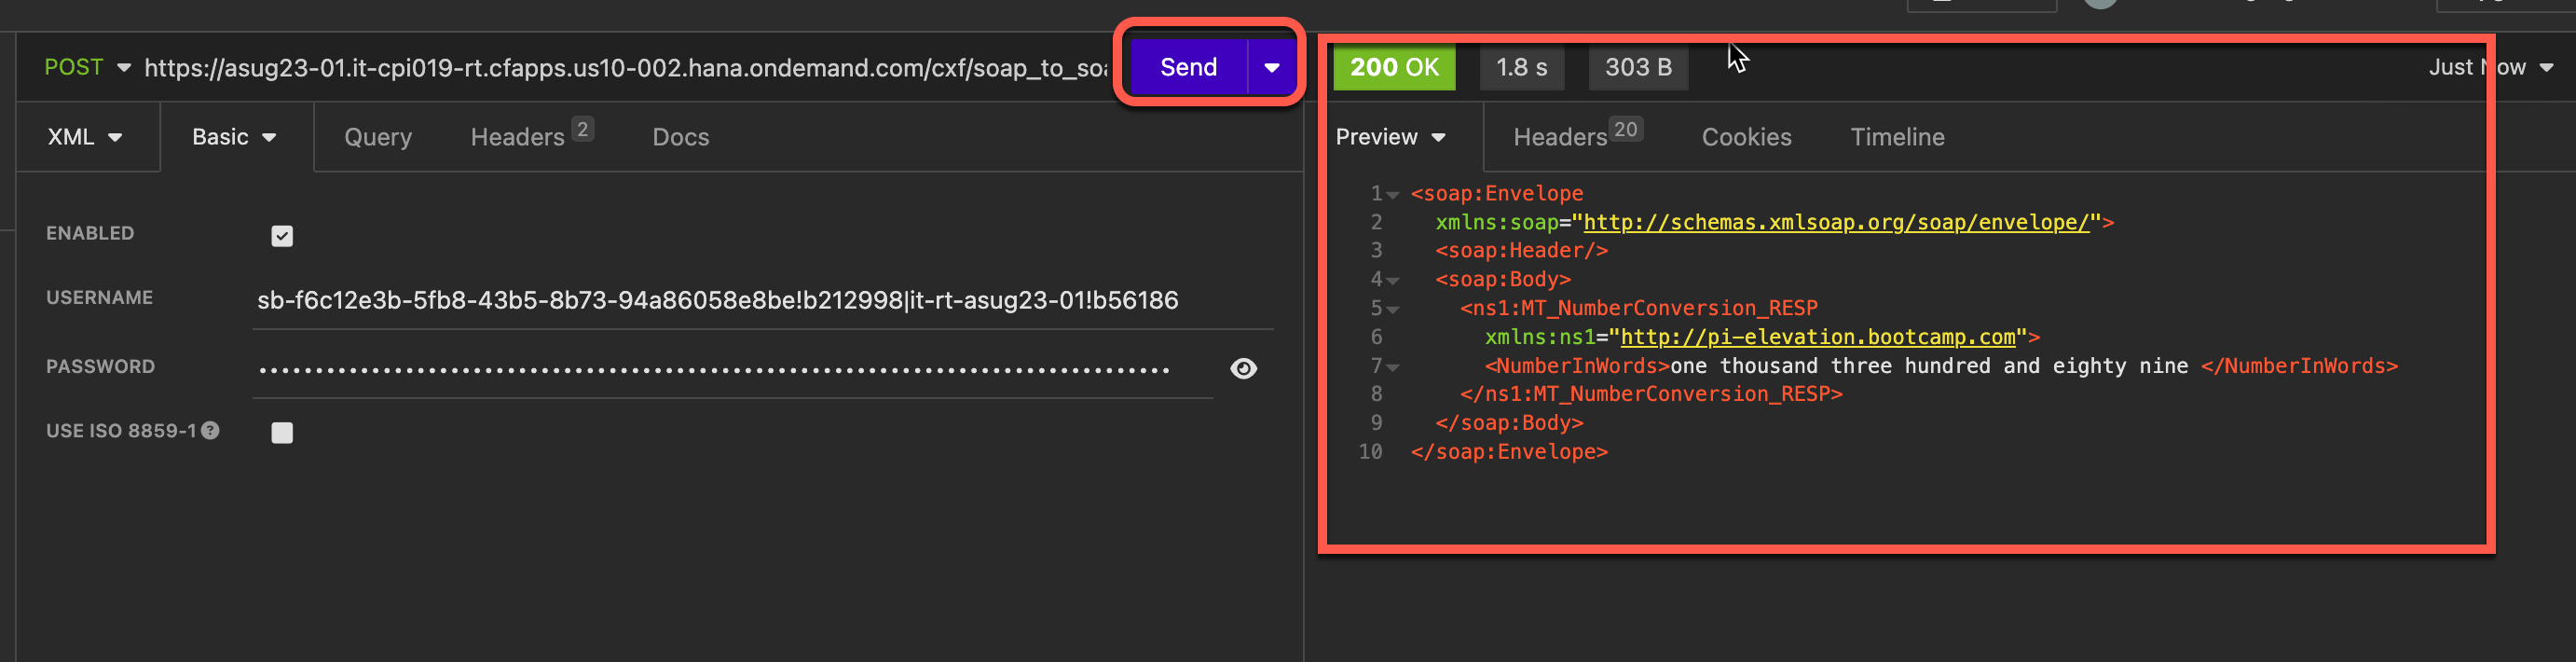 POST https://asug23-01.it-cpi019-rt.cfapps.us10-002.hana.ondemand.com/cxf/soap_to_soa Send
XML Basic Query Headers 2 Docs
ENABLED
USERNAME sb-f6c12e3b-5fb8-43b5-8b73-94a86058e8be!b212998|it-rt-asug23-01!b56186
PASSWORD
USE ISO 8859-1 ?
200 OK 1.8 s 303 B Just Now
Preview Headers 20 Cookies Timeline
1 <soap:Envelope
2 xmlns:soap="http://schemas.xmlsoap.org/soap/envelope/">
3 <soap:Header/>
4 <soap:Body>
5 <ns1:MT_NumberConversion_RESP
6 xmlns:ns1="http://pi-elevation.bootcamp.com">
7 <NumberInWords>one thousand three hundred and eighty nine </NumberInWords>
8 </ns1:MT_NumberConversion_RESP>
9 </soap:Body>
10 </soap:Envelope>